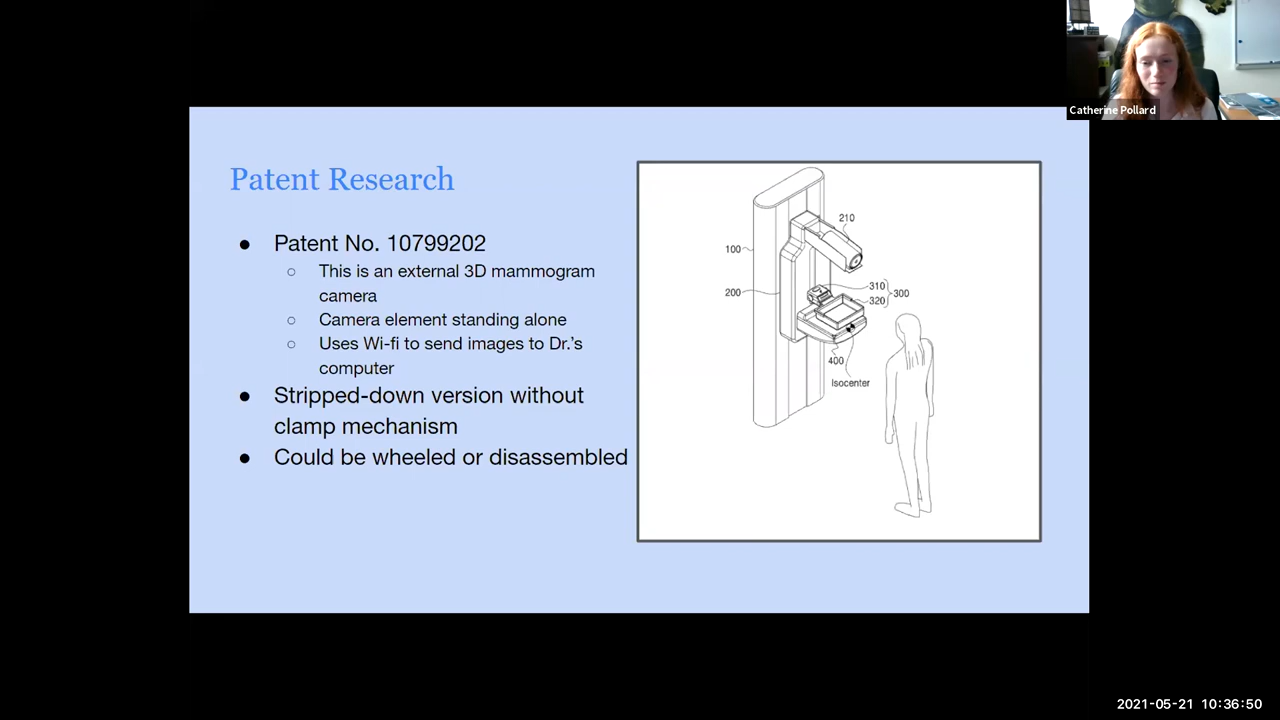 Catherine Pollard
Patent Research
● Patent No. 10799202
○ This is an external 3D mammogram
camera
○ Camera element standing alone
○ Uses Wi-fi to send images to Dr.'s
computer
● Stripped-down version without
clamp mechanism
● Could be wheeled or disassembled
210
100
310
200
300
320
400
Isocenter
2021-05-21 10:36:50